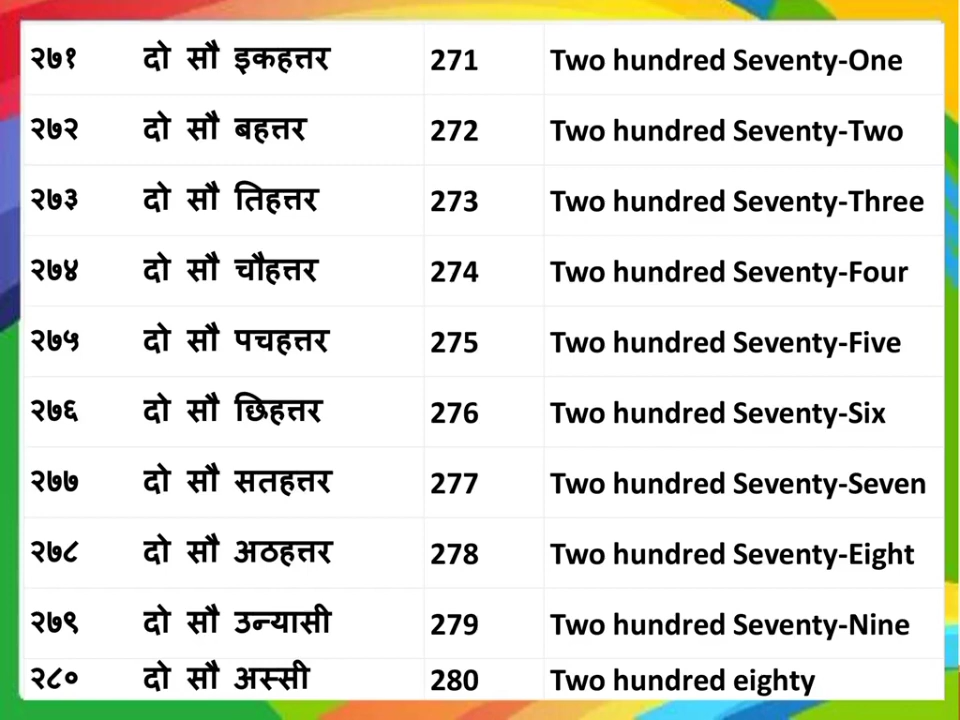 २७१ दो सौ इकहत्तर 271 Two hundred Seventy-One
२७२ दो सौ बहत्तर 272 Two hundred Seventy-Two
२७३ दो सौ तिहत्तर 273 Two hundred Seventy-Three
२७४ दो सौ चौहत्तर 274 Two hundred Seventy-Four
२७५ दो सौ पचहत्तर 275 Two hundred Seventy-Five
२७६ दो सौ छिहत्तर 276 Two hundred Seventy-Six
२७७ दो सौ सतहत्तर 277 Two hundred Seventy-Seven
२७८ दो सौ अठहत्तर 278 Two hundred Seventy-Eight
२७९ दो सौ उन्यासी 279 Two hundred Seventy-Nine
२८० दो सौ अस्सी 280 Two hundred eighty